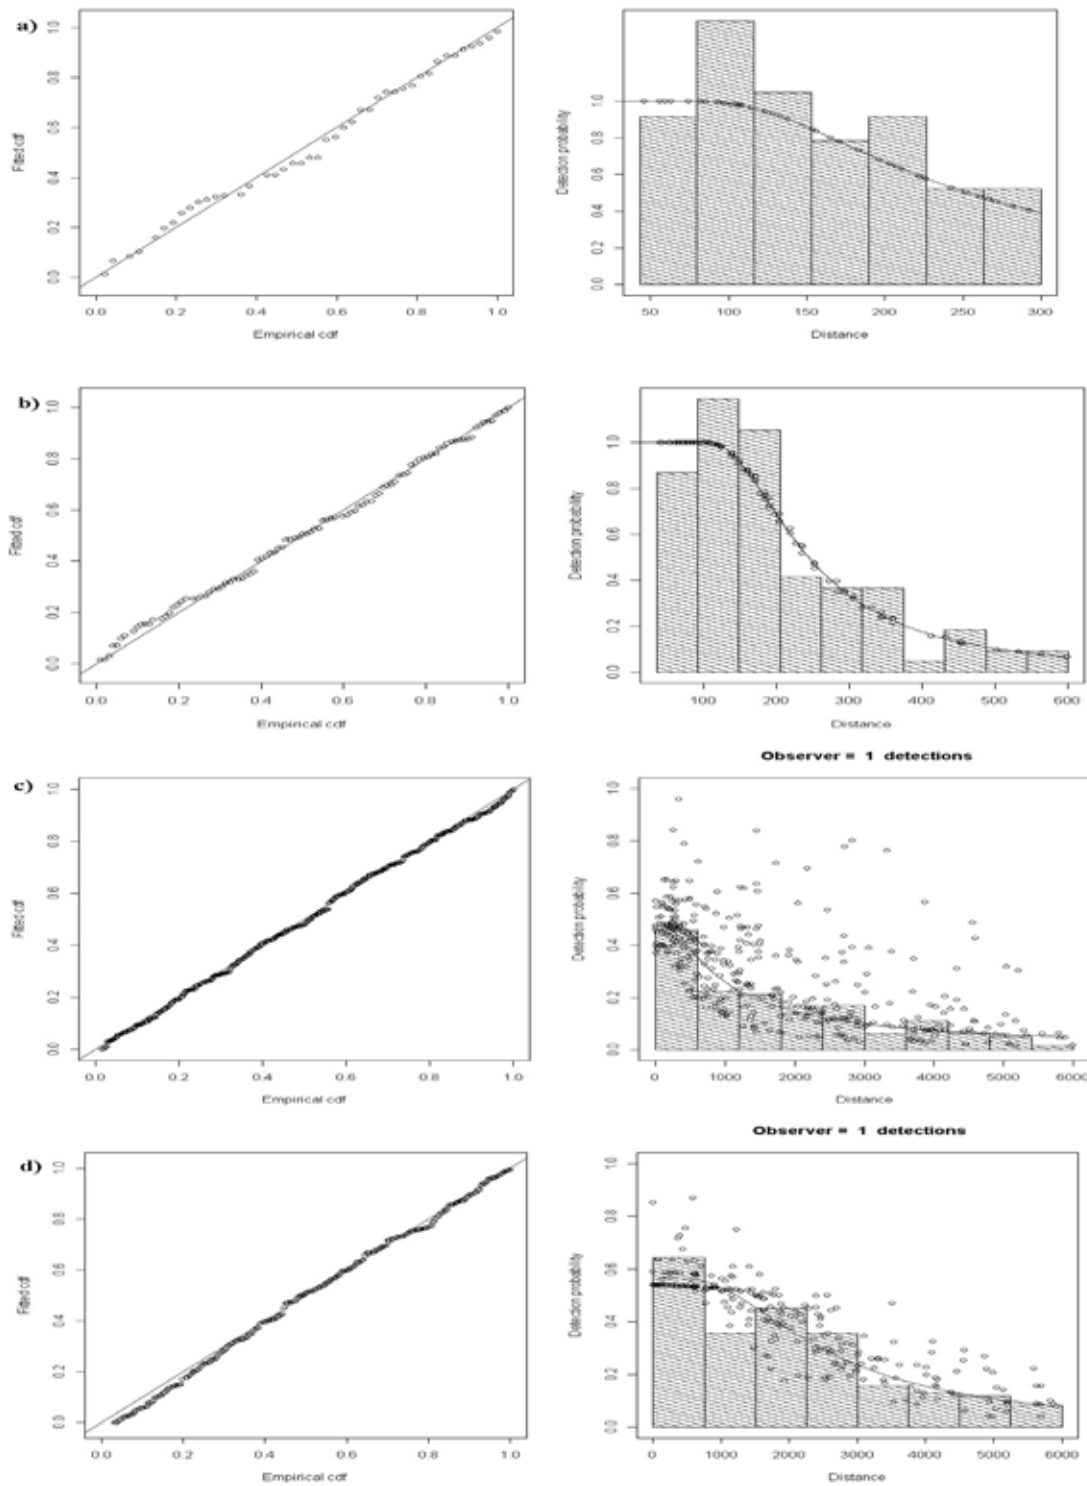 a)
Fitted cdf
0.0 0.2 0.4 0.6 0.8 1.0
0.0 0.2 0.4 0.6 0.8 1.0
Empirical cdf
Detection probability
0.0 0.2 0.4 0.6 0.8 1.0
50 100 150 200 250 300
Distance
b)
Fitted cdf
0.0 0.2 0.4 0.6 0.8 1.0
0.0 0.2 0.4 0.6 0.8 1.0
Empirical cdf
Detection probability
0.0 0.2 0.4 0.6 0.8 1.0
100 200 300 400 500 600
Distance
c)
Fitted cdf
0.0 0.2 0.4 0.6 0.8 1.0
0.0 0.2 0.4 0.6 0.8 1.0
Empirical cdf
Observer = 1 detections
Detection probability
0.0 0.2 0.4 0.6 0.8 1.0
0 1000 2000 3000 4000 5000 6000
Distance
d)
Fitted cdf
0.0 0.2 0.4 0.6 0.8 1.0
0.0 0.2 0.4 0.6 0.8 1.0
Empirical cdf
Observer = 1 detections
Detection probability
0.0 0.2 0.4 0.6 0.8 1.0
0 1000 2000 3000 4000 5000 6000
Distance